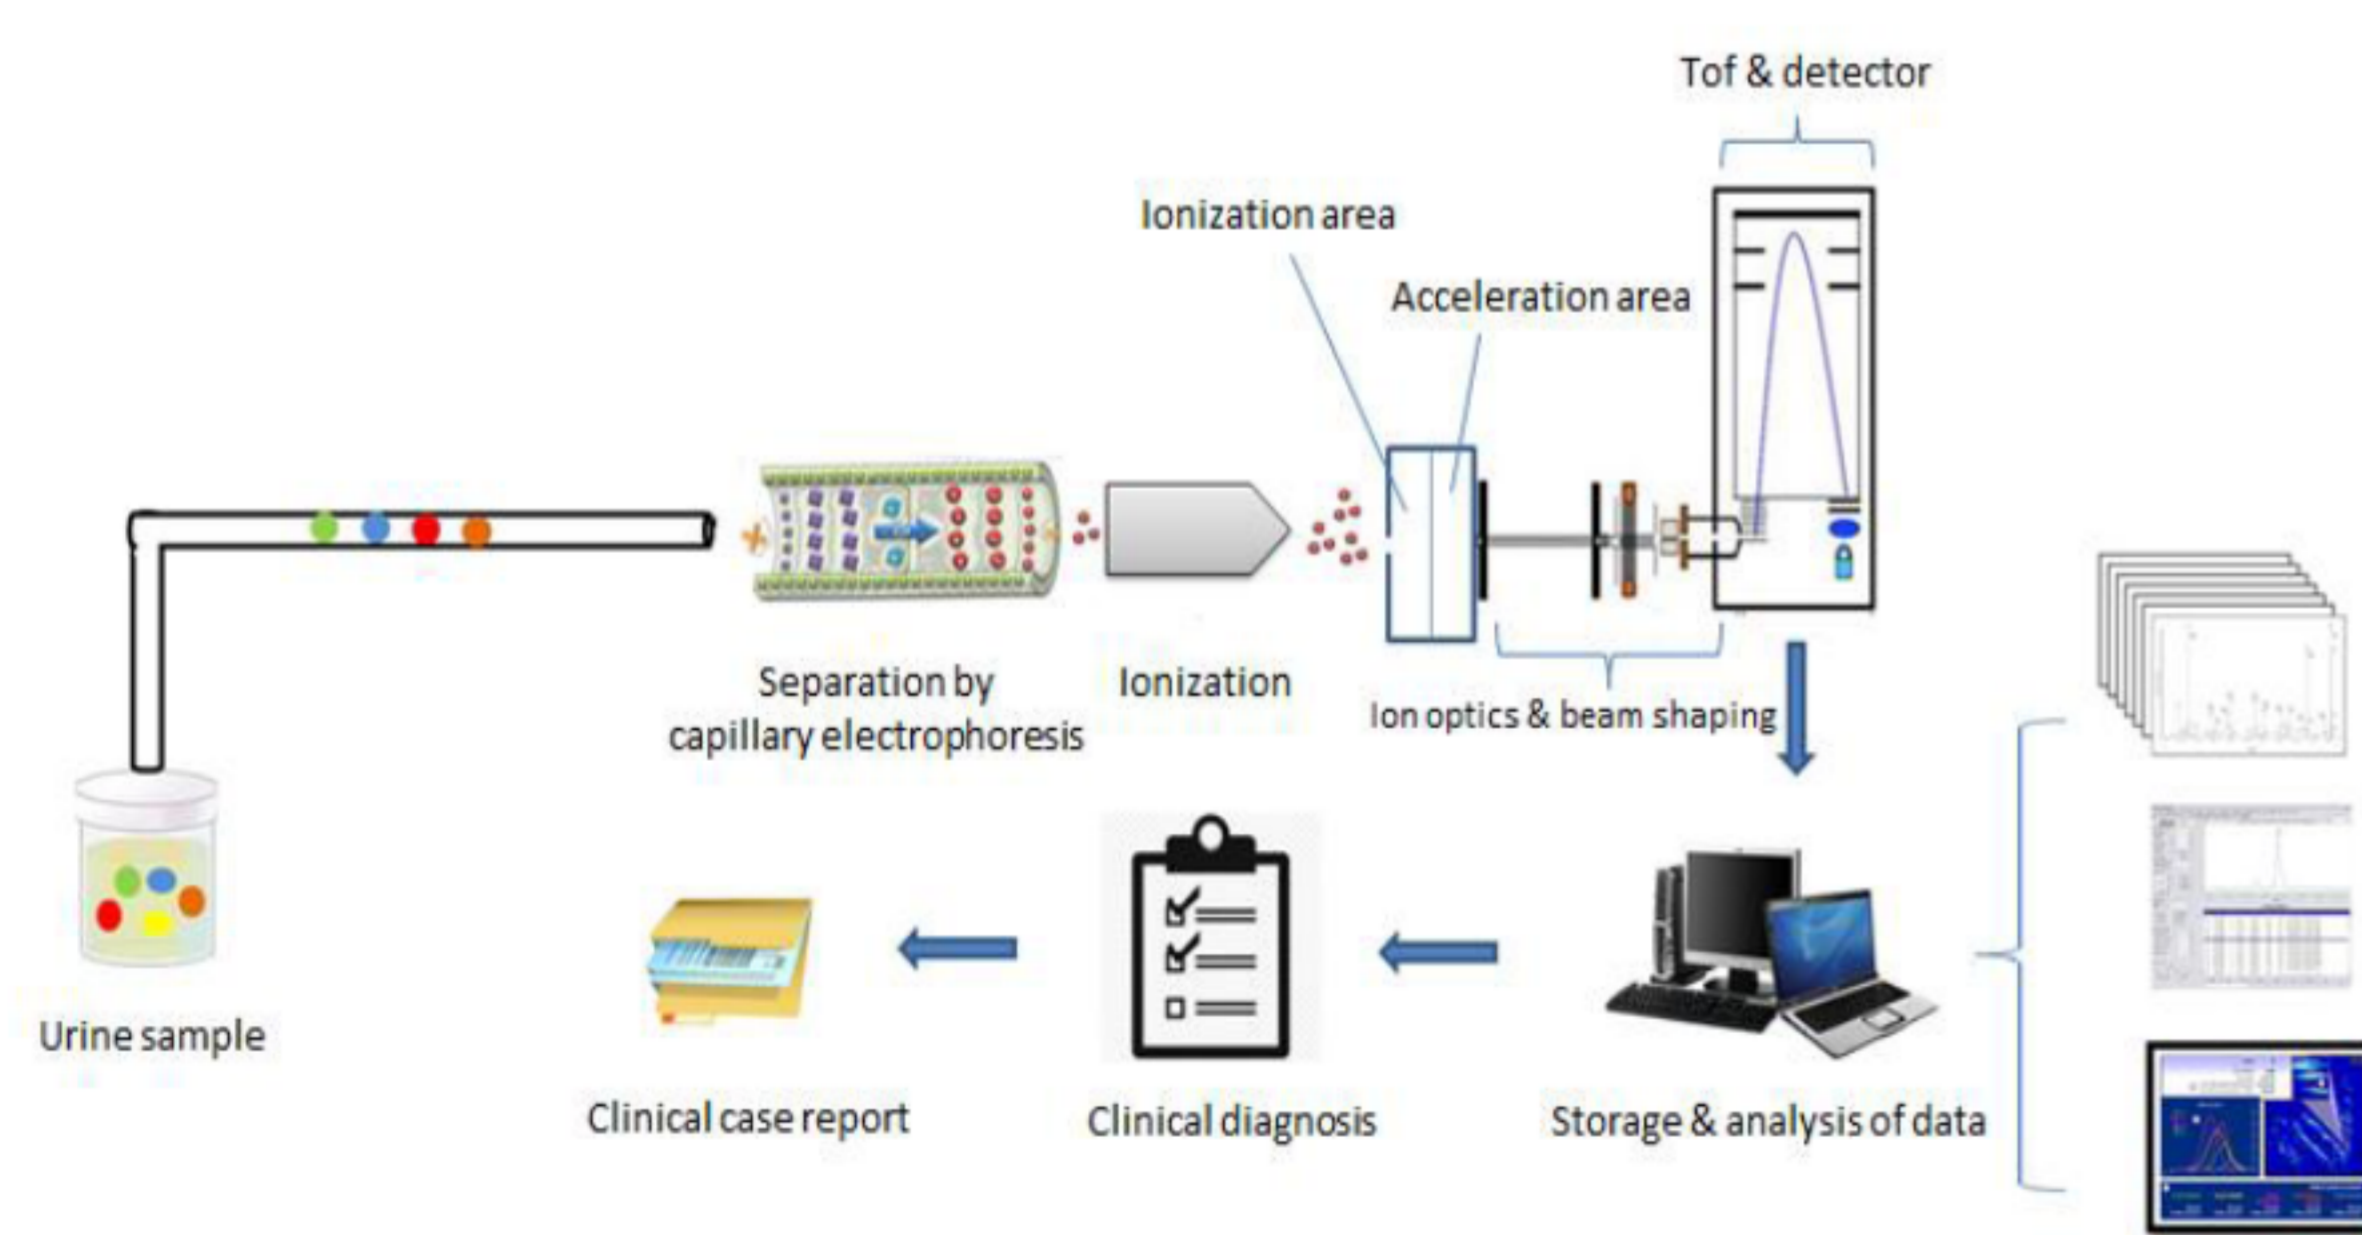 Tof & detector
Ionization area
Acceleration area
Separation by
capillary electrophoresis
Ionization
Ion optics & beam shaping
Urine sample
Clinical case report
Clinical diagnosis
Storage & analysis of data